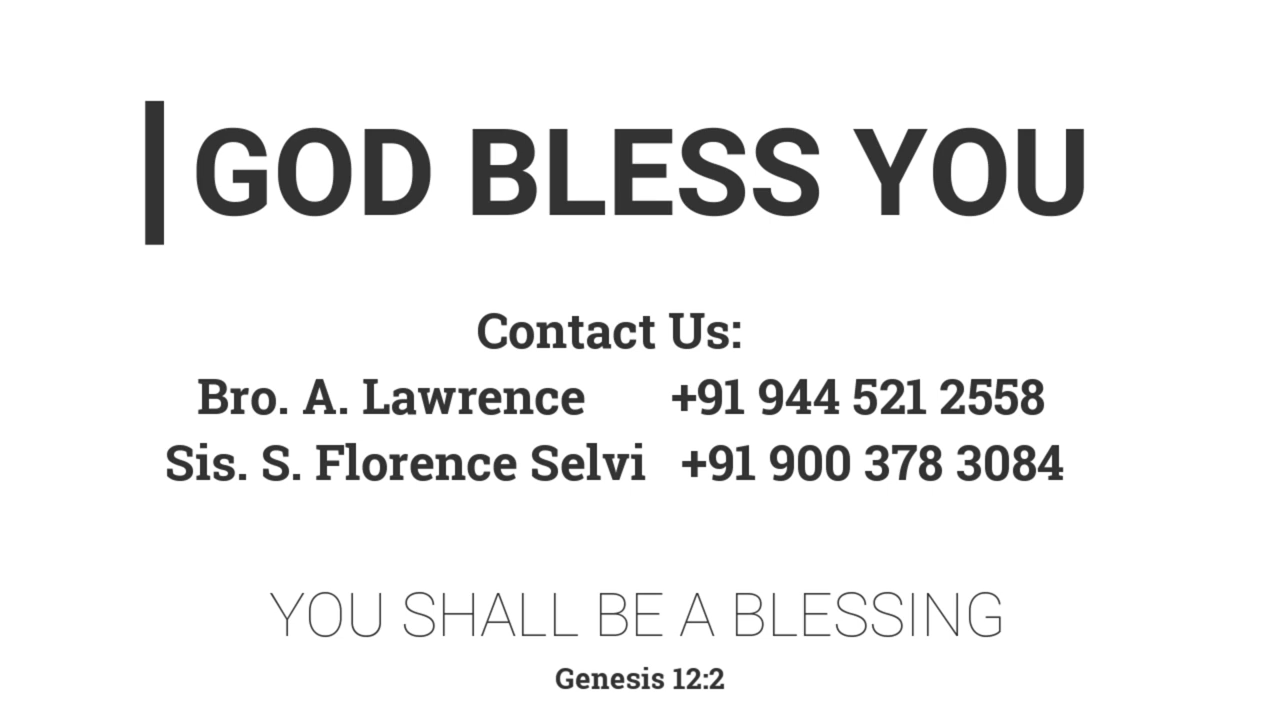 GOD BLESS YOU
Contact Us:
Bro. A. Lawrence +91 944 521 2558
Sis. S. Florence Selvi +91 900 378 3084
YOU SHALL BE A BLESSING
Genesis 12:2